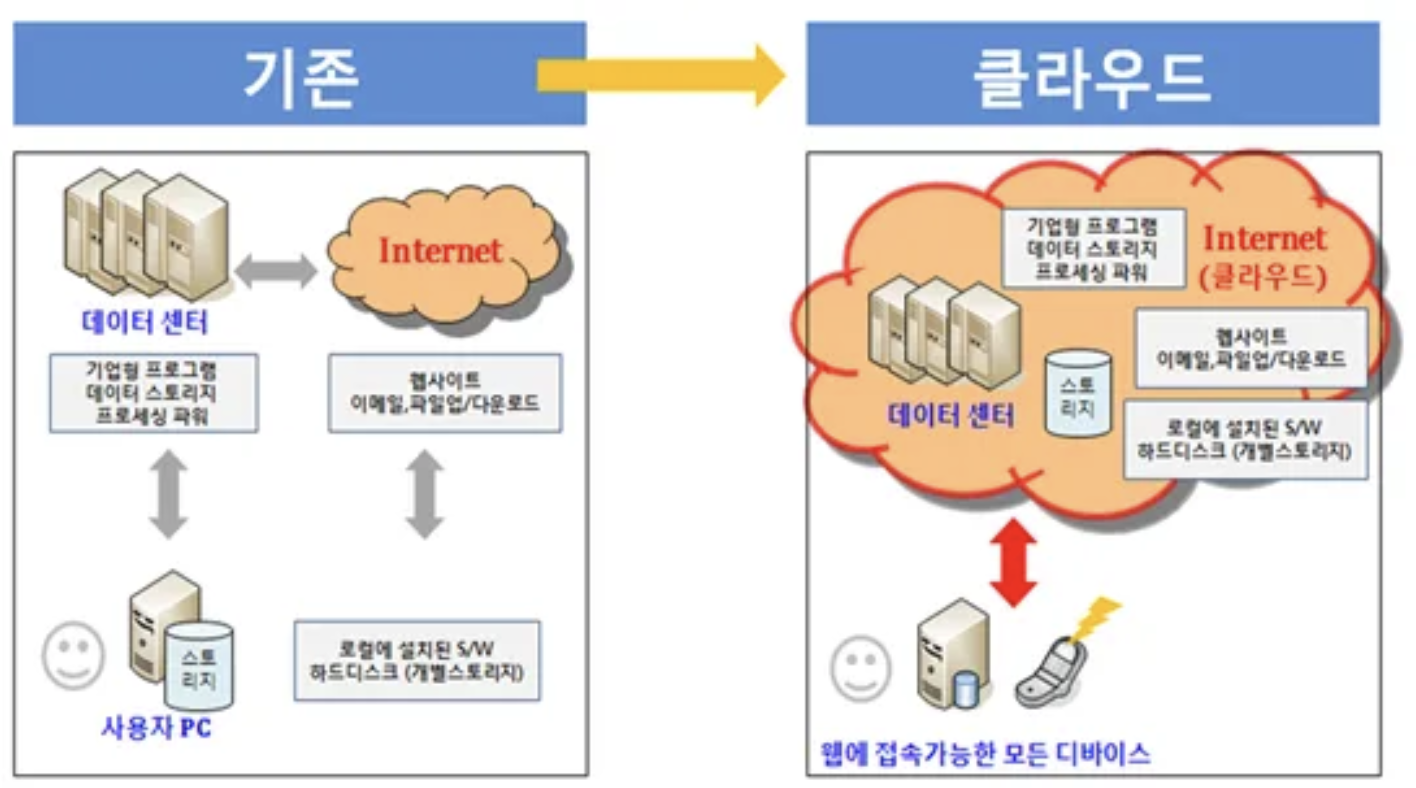 기존
클라우드
Internet
데이터 센터
기업형 프로그램
데이터 스토리지
프로세싱 파워
웹사이트
이메일,파일업/다운로드
스토
리지
사용자 PC
로컬에 설치된 S/W
하드디스크 (개별스토리지)
기업형 프로그램
데이터 스토리지
프로세싱 파워
Internet
(클라우드)
웹사이트
이메일,파일업/다운로드
데이터 센터
스토
리지
로컬에 설치된 S/W
하드디스크 (개별스토리지)
웹에 접속가능한 모든 디바이스